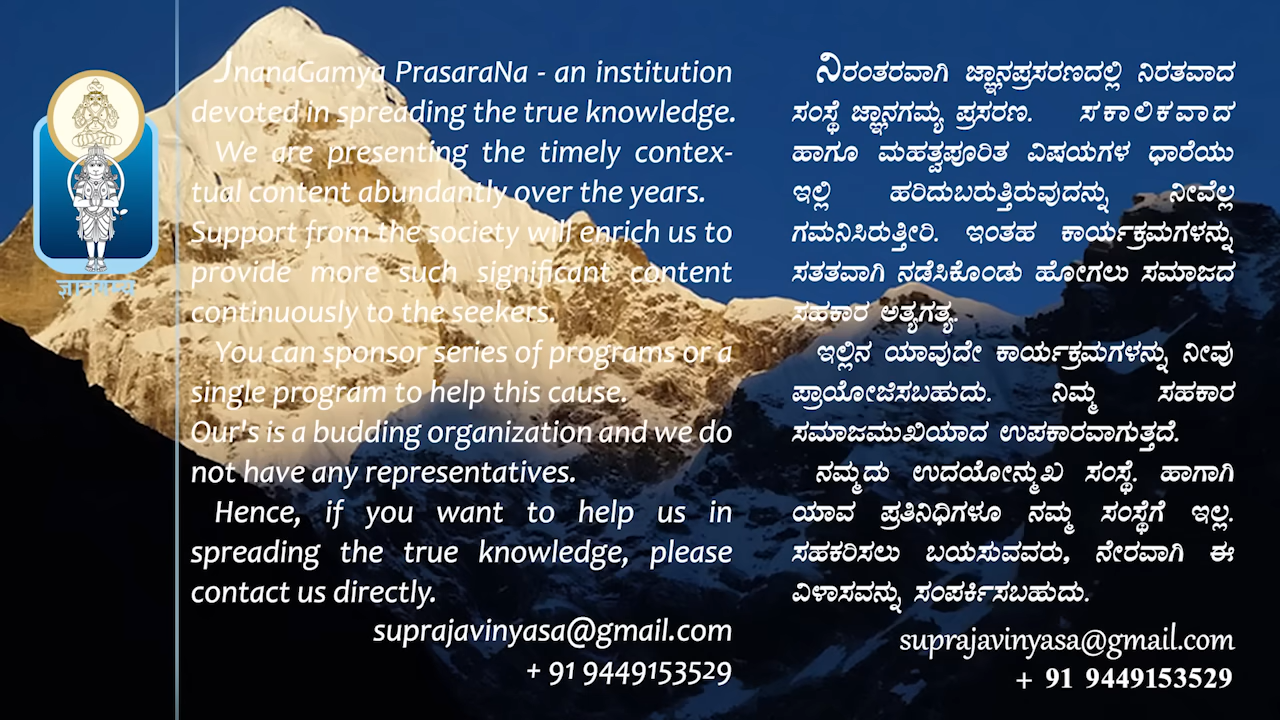 JnanaGamya PrasaraNa - an institution
devoted in spreading the true knowledge.
We are presenting the timely contex-
tual content abundantly over the years.
Support from the society will enrich us to
provide more such significant content
continuously to the seekers.
You can sponsor series of programs or a
single program to help this cause.
Our's is a budding organization and we do
not have any representatives.
Hence, if you want to help us in
spreading the true knowledge, please
contact us directly.
suprajavinyasa@gmail.com
+ 91 9449153529
ನಿರಂತರವಾಗಿ ಜ್ಞಾನಪ್ರಸರಣದಲ್ಲಿ ನಿರತವಾದ
ಸಂಸ್ಥೆ ಜ್ಞಾನಗಮ್ಯ ಪ್ರಸರಣ. ಸಕಾಲಿಕವಾದ
ಹಾಗೂ ಮಹತ್ವಪೂರಿತ ವಿಷಯಗಳ ಧಾರೆಯು
ಇಲ್ಲಿ ಹರಿದುಬರುತ್ತಿರುವುದನ್ನು ನೀವೆಲ್ಲ
ಗಮನಿಸಿರುತ್ತೀರಿ. ಇಂತಹ ಕಾರ್ಯಕ್ರಮಗಳನ್ನು
ಸತತವಾಗಿ ನಡೆಸಿಕೊಂಡು ಹೋಗಲು ಸಮಾಜದ
ಸಹಕಾರ ಅತ್ಯಗತ್ಯ.
ಇಲ್ಲಿನ ಯಾವುದೇ ಕಾರ್ಯಕ್ರಮಗಳನ್ನು ನೀವು
ಪ್ರಾಯೋಜಿಸಬಹುದು. ನಿಮ್ಮ ಸಹಕಾರ
ಸಮಾಜಮುಖಿಯಾದ ಉಪಕಾರವಾಗುತ್ತದೆ.
ನಮ್ಮದು ಉದಯೋನ್ಮುಖ ಸಂಸ್ಥೆ. ಹಾಗಾಗಿ
ಯಾವ ಪ್ರತಿನಿಧಿಗಳೂ ನಮ್ಮ ಸಂಸ್ಥೆಗೆ ಇಲ್ಲ.
ಸಹಕರಿಸಲು ಬಯಸುವವರು, ನೇರವಾಗಿ ಈ
ವಿಳಾಸವನ್ನು ಸಂಪರ್ಕಿಸಬಹುದು.
suprajavinyasa@gmail.com
+ 91 9449153529